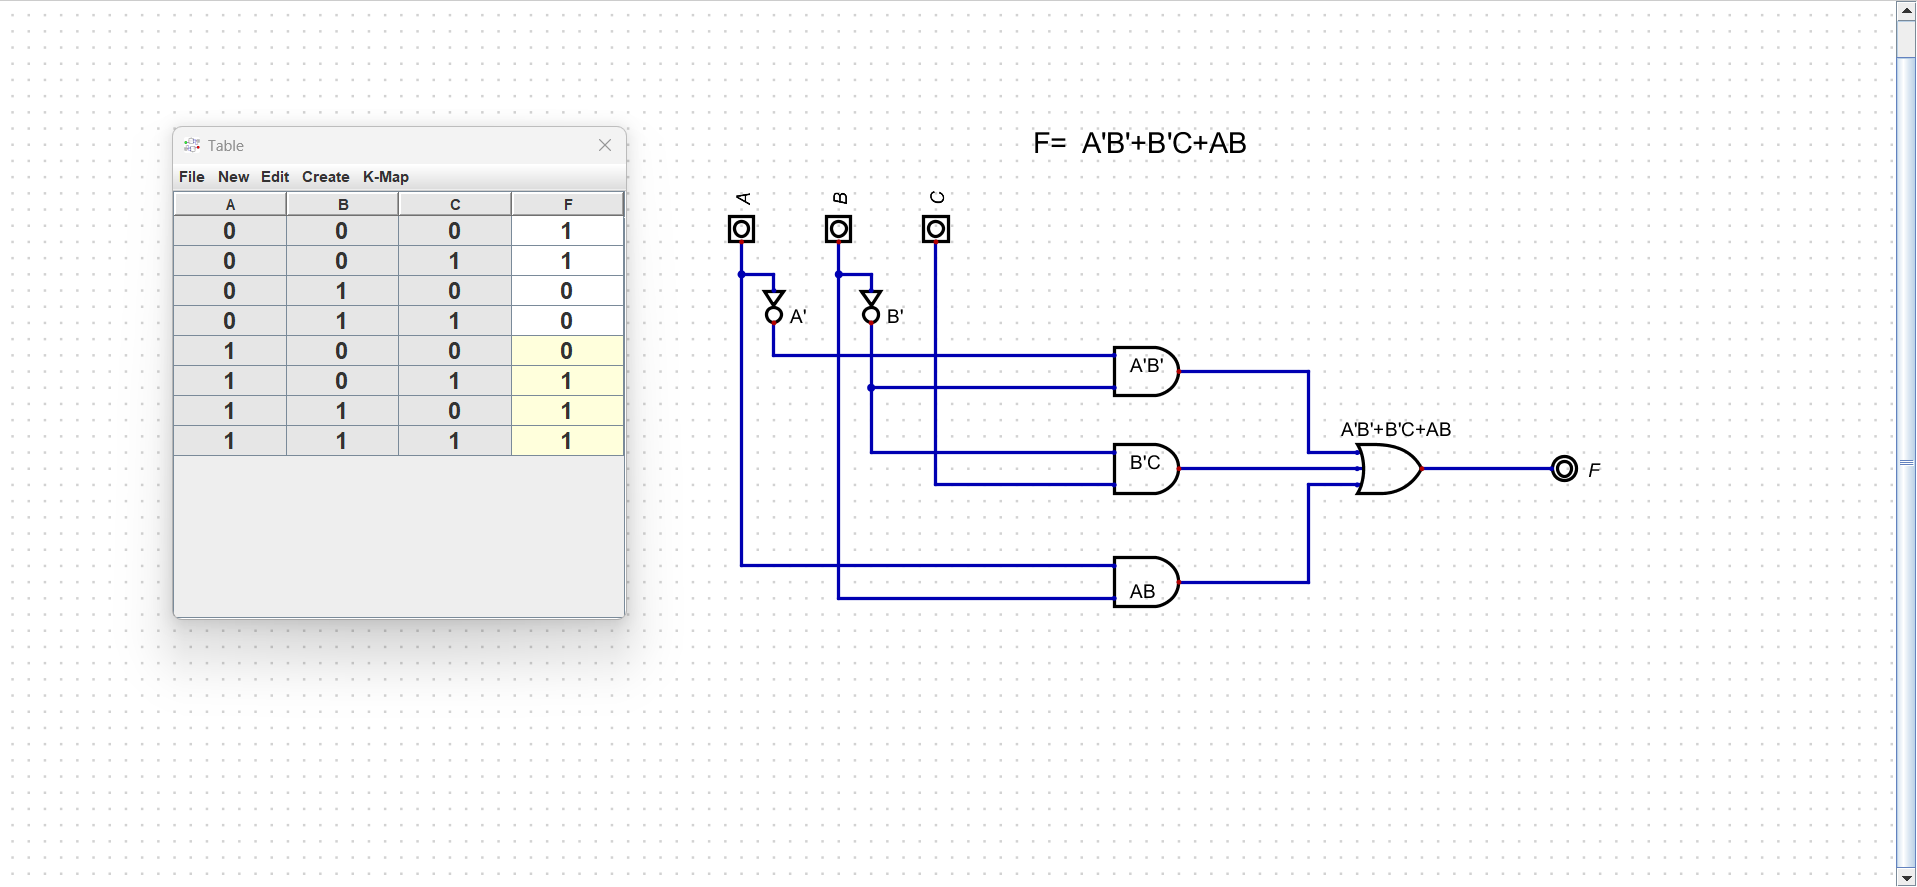 Table
File New Edit Create K-Map
A B C F
0 0 0 1
0 0 1 1
0 1 0 0
0 1 1 0
1 0 0 0
1 0 1 1
1 1 0 1
1 1 1 1
F= A'B'+B'C+AB
A B C
A' B'
A'B'
A'B'+B'C+AB
B'C
F
AB